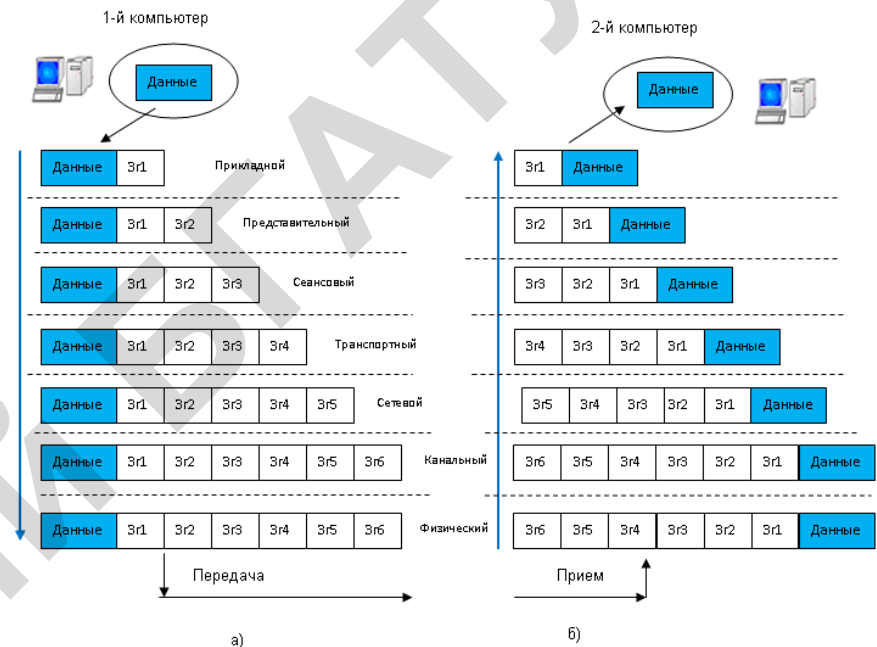 1-й компьютер
2-й компьютер
Данные
Данные
Данные Зг1 Прикладной
Зг1 Данные
Данные Зг1 Зг2 Представительный
Зг2 Зг1 Данные
Данные Зг1 Зг2 Зг3 Сеансовый
Зг3 Зг2 Зг1 Данные
Данные Зг1 Зг2 Зг3 Зг4 Транспортный
Зг4 Зг3 Зг2 Зг1 Данные
Данные Зг1 Зг2 Зг3 Зг4 Зг5 Сетевой
Зг5 Зг4 Зг3 Зг2 Зг1 Данные
Данные Зг1 Зг2 Зг3 Зг4 Зг5 Зг6 Канальный
Зг6 Зг5 Зг4 Зг3 Зг2 Зг1 Данные
Данные Зг1 Зг2 Зг3 Зг4 Зг5 Зг6 Физический
Зг6 Зг5 Зг4 Зг3 Зг2 Зг1 Данные
Передача
Прием
а)
б)